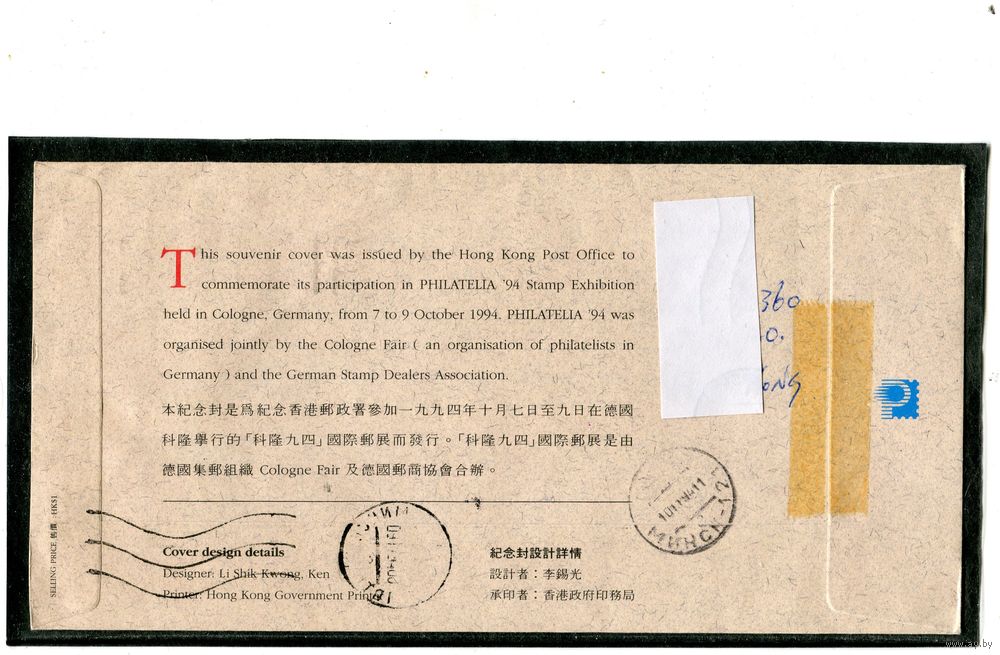 This souvenir cover was issued by the Hong Kong Post Office to
commemorate its participation in PHILATELIA '94 Stamp Exhibition
held in Cologne, Germany, from 7 to 9 October 1994. PHILATELIA '94 was
organised jointly by the Cologne Fair ( an organisation of philatelists in
Germany ) and the German Stamp Dealers Association.
本紀念封是爲紀念香港郵政署參加一九九四年十月七日至九日在德國
科隆舉行的「科隆九四」國際郵展而發行。「科隆九四」國際郵展是由
德國集郵組織 Cologne Fair 及德國郵商協會合辦。
360
SELLING PRICE 售價 :HK$1
МИНСК
Cover design details
Designer: Li Shik Kwong, Ken
Printer: Hong Kong Government Printer
紀念封設計詳情
設計者：李錫光
承印者：香港政府印務局
www.ay.by